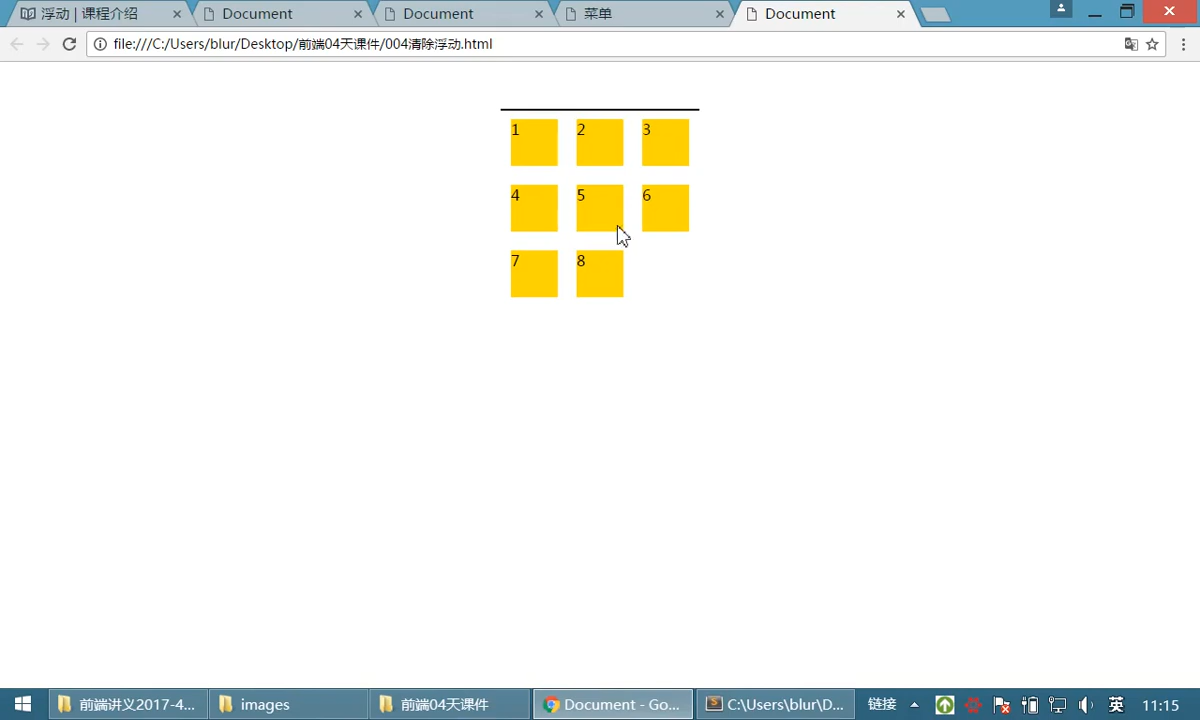 浮动 | 课程介绍
Document
Document
菜单
Document
file:///C:/Users/blur/Desktop/前端04天课件/004清除浮动.html
1 2 3
4 5 6
7 8
前端讲义2017-4...
images
前端04天课件
Document - Go...
C:\Users\blur\D...
链接
英
11:15